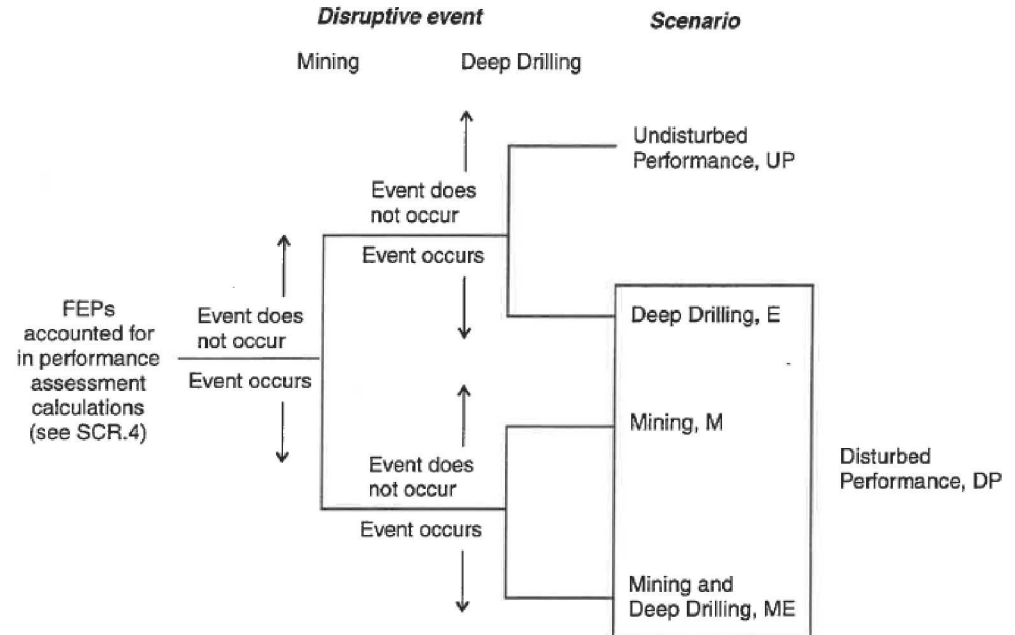 Disruptive event
Scenario
Mining
Deep Drilling
Undisturbed
Performance, UP
Event does
not occur
Event occurs
FEPs
accounted for
in performance
assessment
calculations
(see SCR.4)
Event does
not occur
Event occurs
Deep Drilling, E
Mining, M
Event does
not occur
Event occurs
Disturbed
Performance, DP
Mining and
Deep Drilling, ME